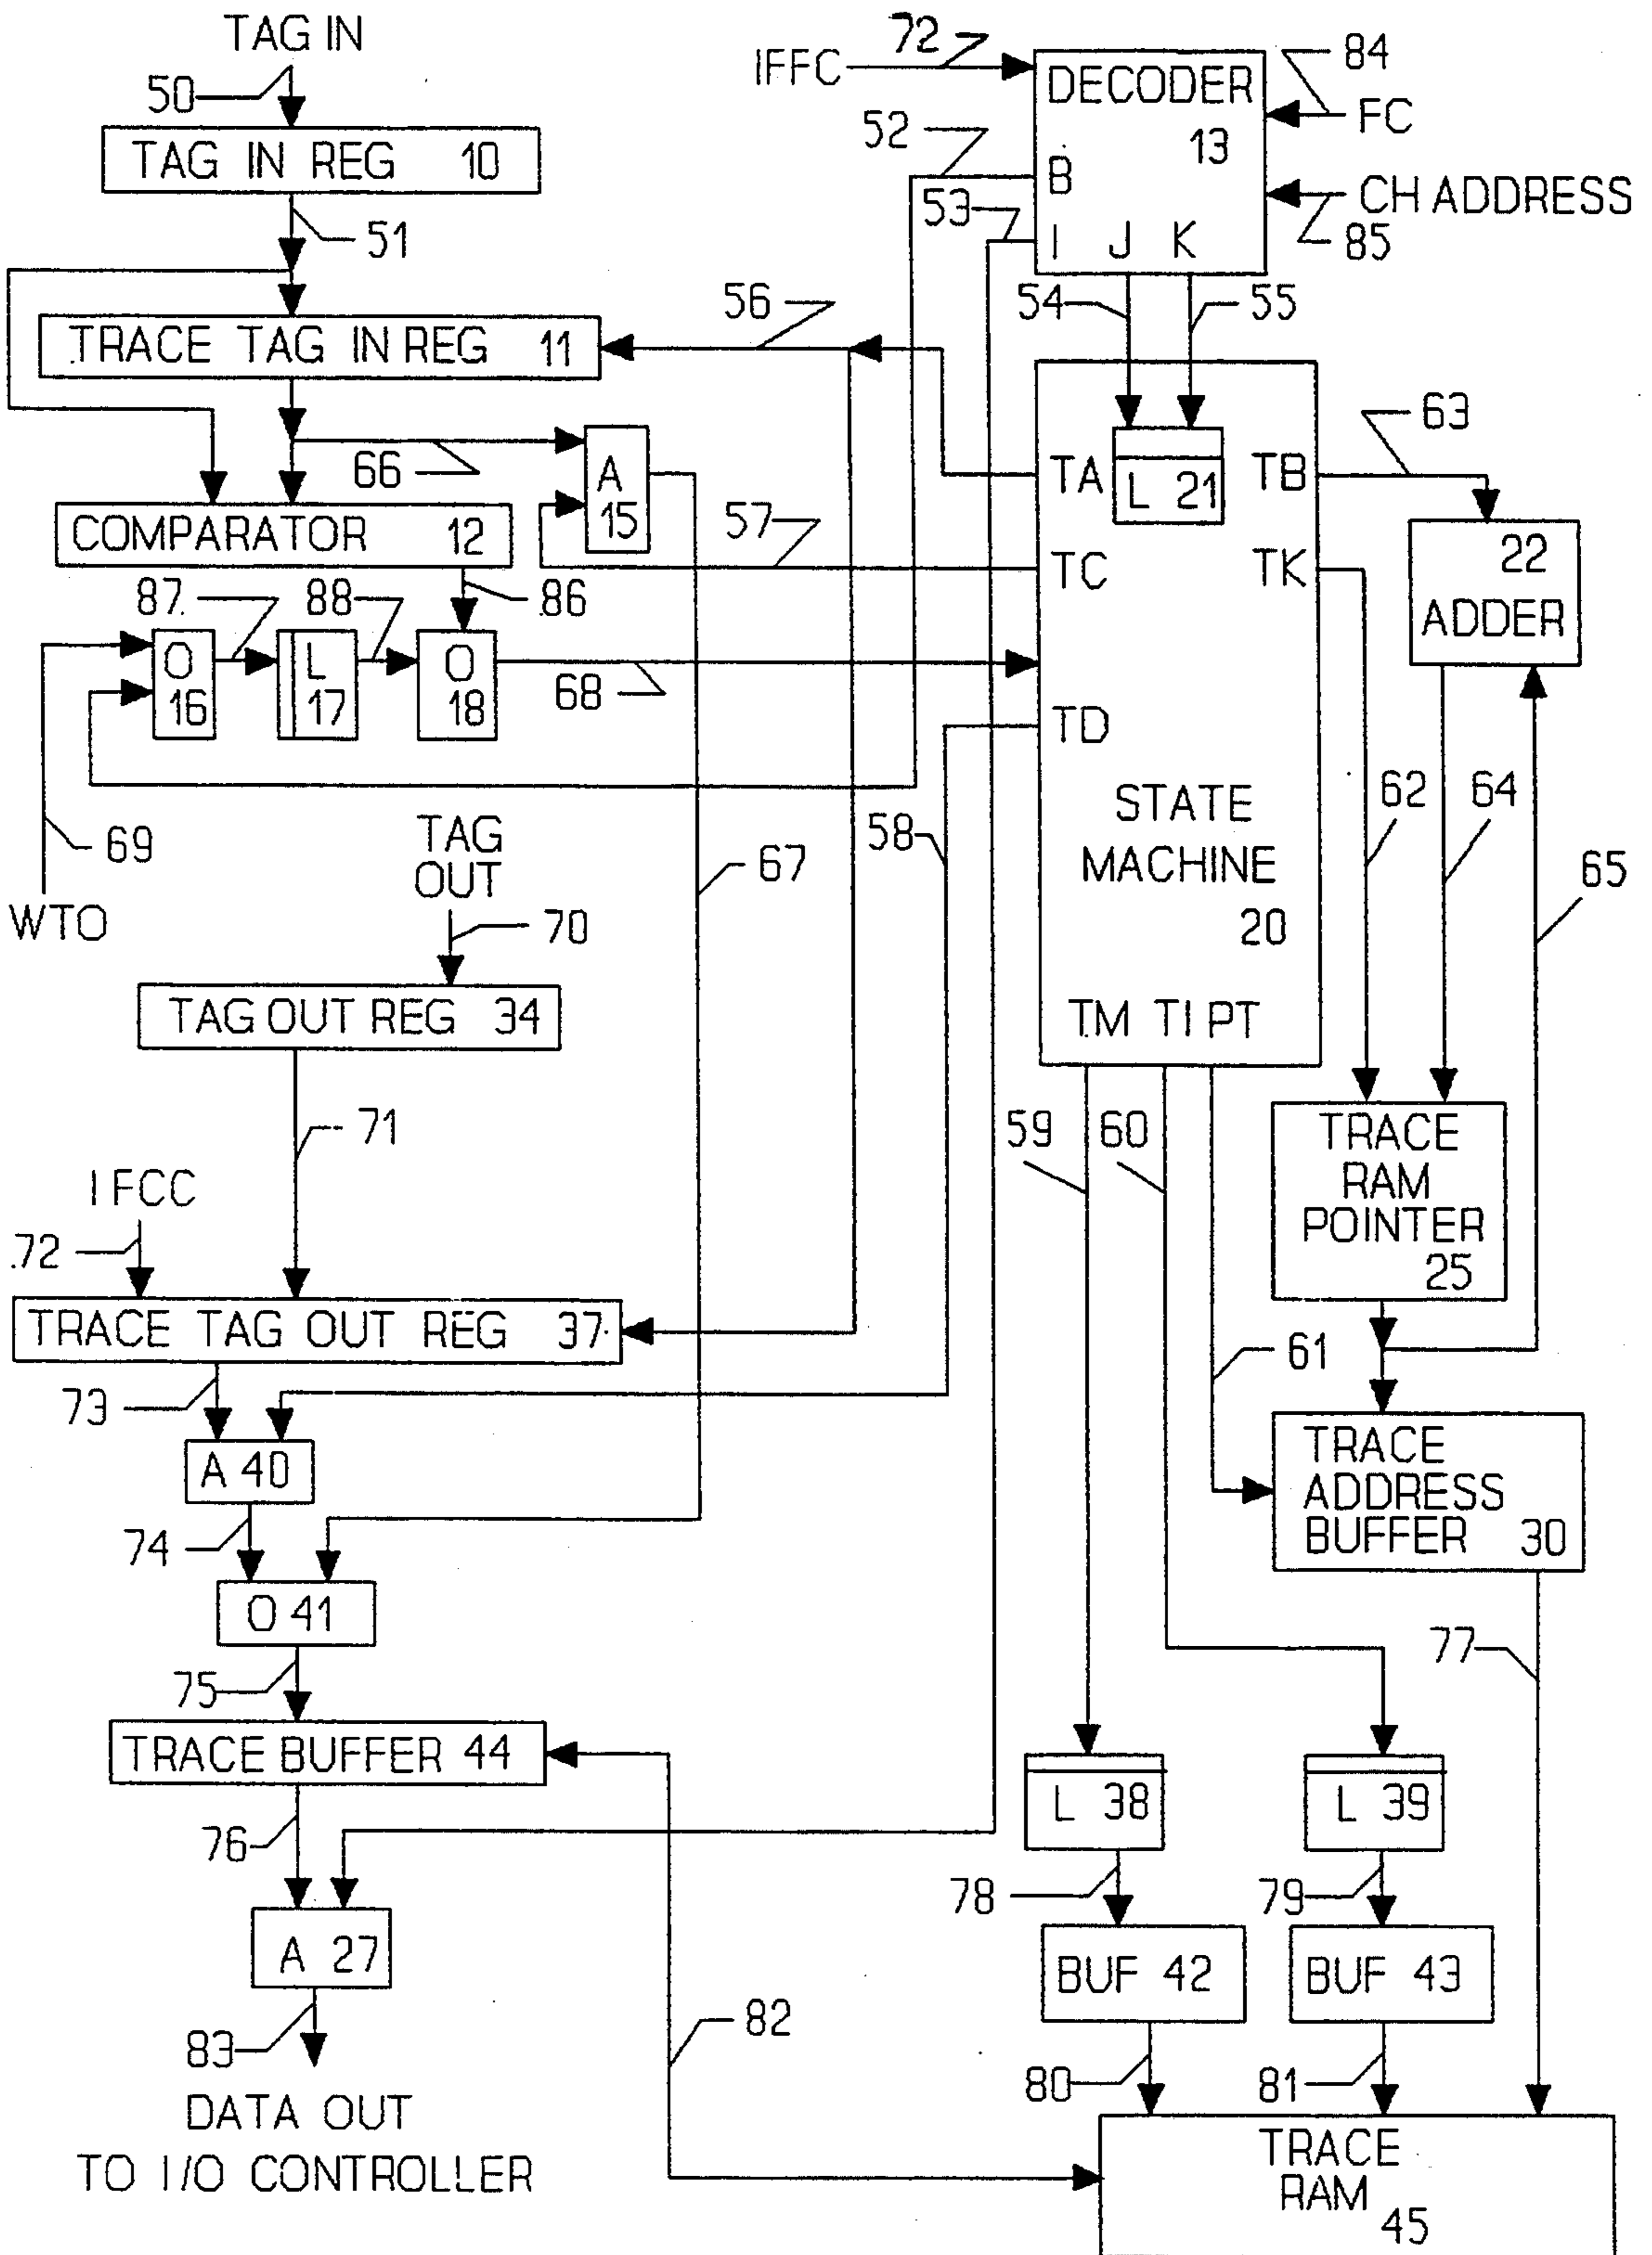 TAG IN
50
TAG IN REG 10
51
TRACE TAG IN REG 11
56
66
A
15
COMPARATOR 12
57
87
88
86
O
16
L
17
O
18
68
69
WTO
IFFC
72
DECODER
13
84
FC
52
B
53
CH ADDRESS
85
I J K
54
55
TA
L 21
TB
63
TC
TK
22
ADDER
TD
STATE
MACHINE
20
62
64
65
58
67
TAG
OUT
70
TAG OUT REG 34
TM TI PT
71
59
60
TRACE
RAM
POINTER
25
IFCC
72
TRACE TAG OUT REG 37
61
73
A 40
TRACE
ADDRESS
BUFFER 30
74
O 41
75
77
TRACE BUFFER 44
L 38
L 39
76
78
79
A 27
BUF 42
BUF 43
82
83
80
81
DATA OUT
TO I/O CONTROLLER
TRACE
RAM
45